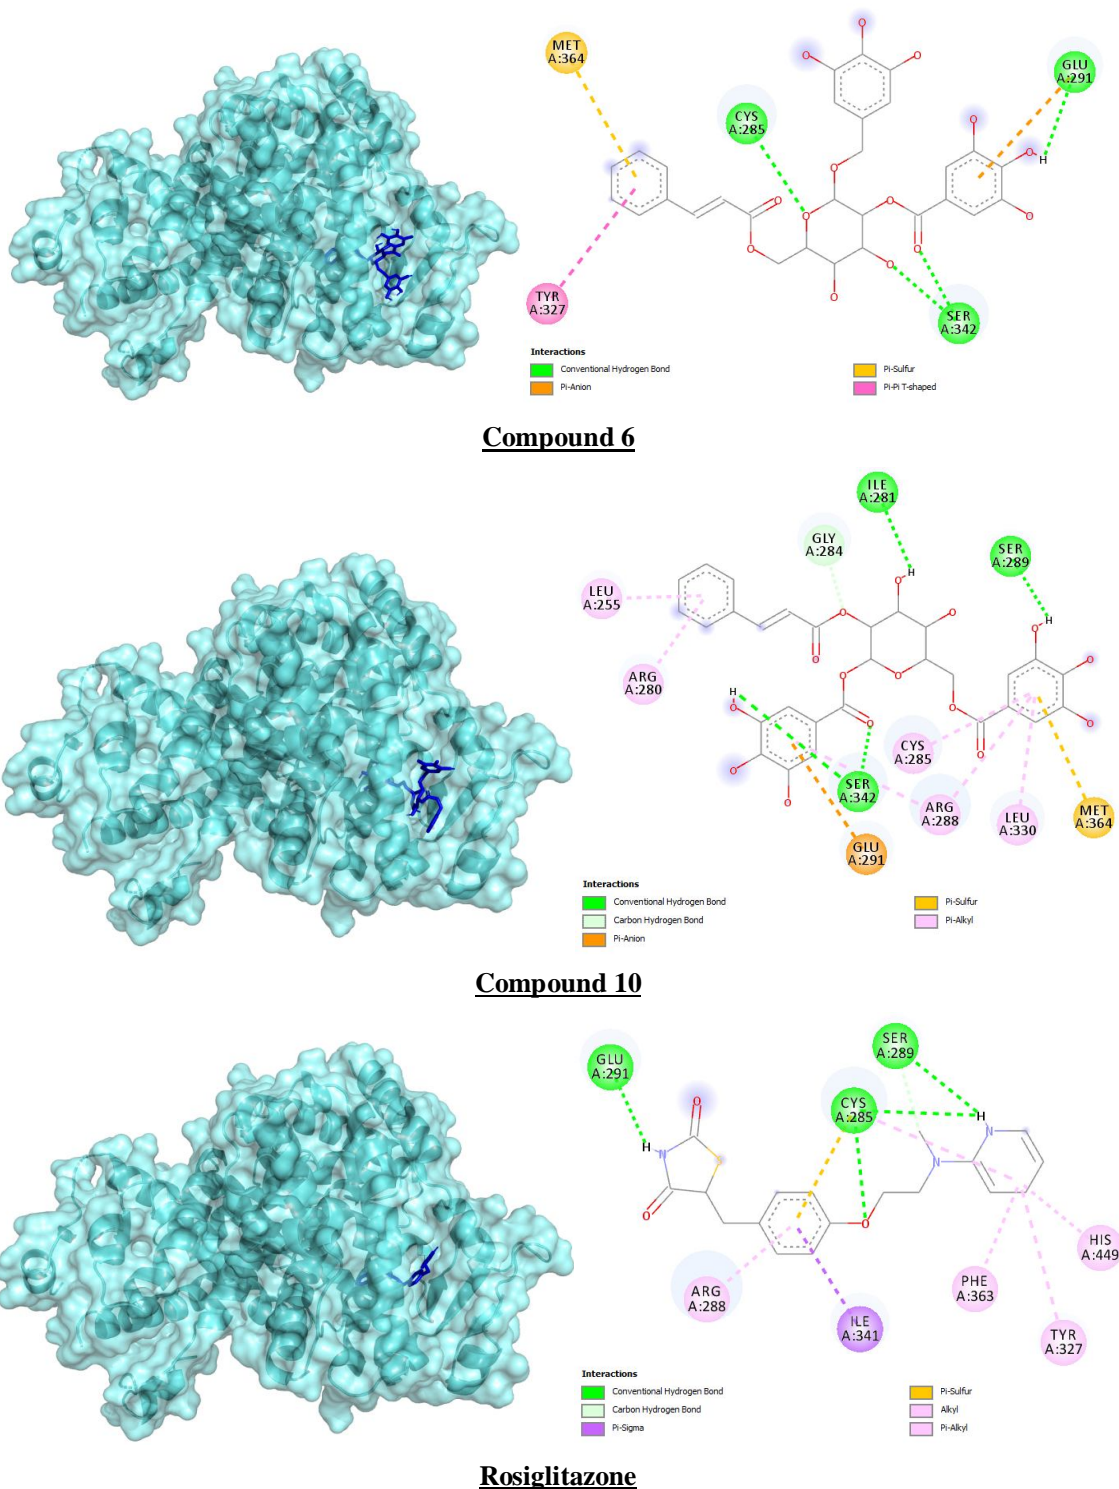 MET
A:364
CYS
A:285
GLU
A:291
TYR
A:327
SER
A:342
O
O
O
O
O
O
O
O
O
O
O
O
O
O
H
Interactions
Conventional Hydrogen Bond
Pi-Anion
Pi-Sulfur
Pi-Pi T-shaped
Compound 6
ILE
A:281
GLY
A:284
SER
A:289
LEU
A:255
ARG
A:280
CYS
A:285
SER
A:342
ARG
A:288
LEU
A:330
MET
A:364
GLU
A:291
H
O
O
H
O
O
O
O
O
O
O
O
O
H
O
O
O
O
Interactions
Conventional Hydrogen Bond
Carbon Hydrogen Bond
Pi-Anion
Pi-Sulfur
Pi-Alkyl
Compound 10
SER
A:289
GLU
A:291
CYS
A:285
ARG
A:288
ILE
A:341
PHE
A:363
HIS
A:449
TYR
A:327
O
H
N
O
O
N
H
N
Interactions
Conventional Hydrogen Bond
Carbon Hydrogen Bond
Pi-Sigma
Pi-Sulfur
Alkyl
Pi-Alkyl
Rosiglitazone